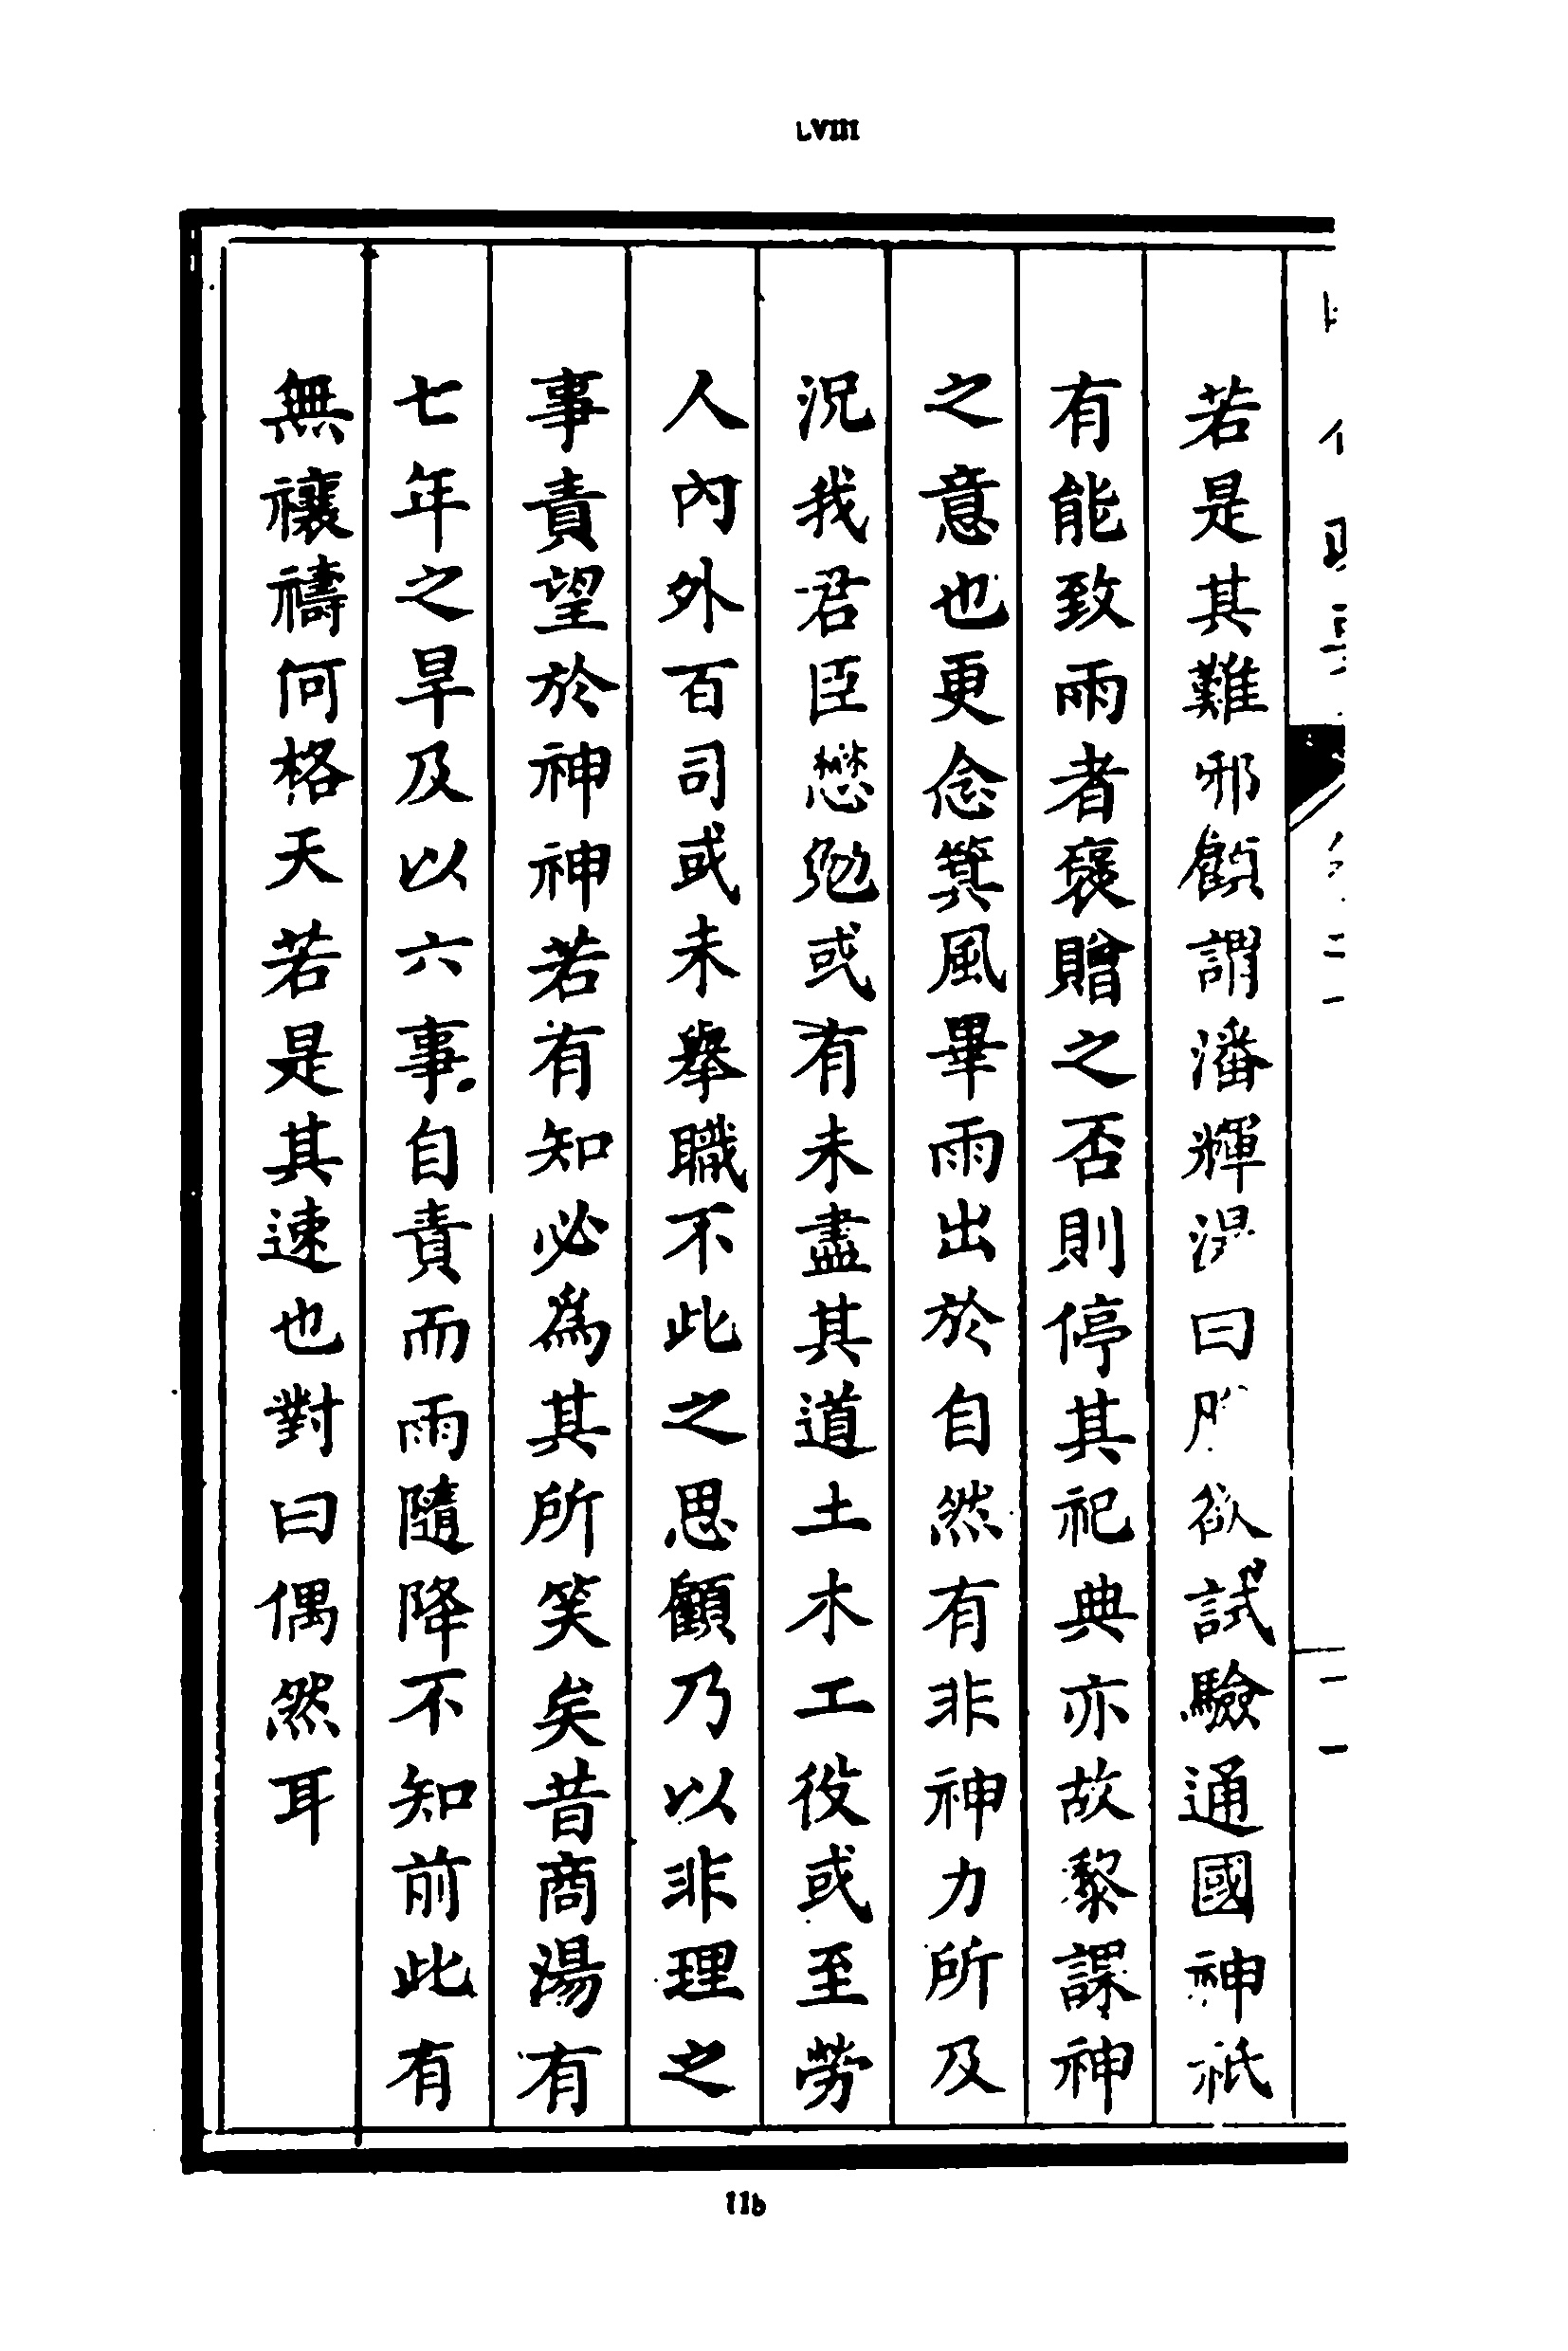 LVIII
若是其難邪顧謂潘輝湜曰朕欲試驗通國神祇
有能致雨者褒贈之否則停其祀典亦故黎課神
之意也更念箕風畢雨出於自然有非神力所及
況我君臣懋勉或有未盡其道土木工役或至勞
人內外百司或未舉職不此之思顧乃以非理之
事責望於神神若有知必爲其所笑矣昔商湯有
七年之旱及以六事自責而雨隨降不知前此有
無禳禱何格天若是其速也對曰偶然耳
11b